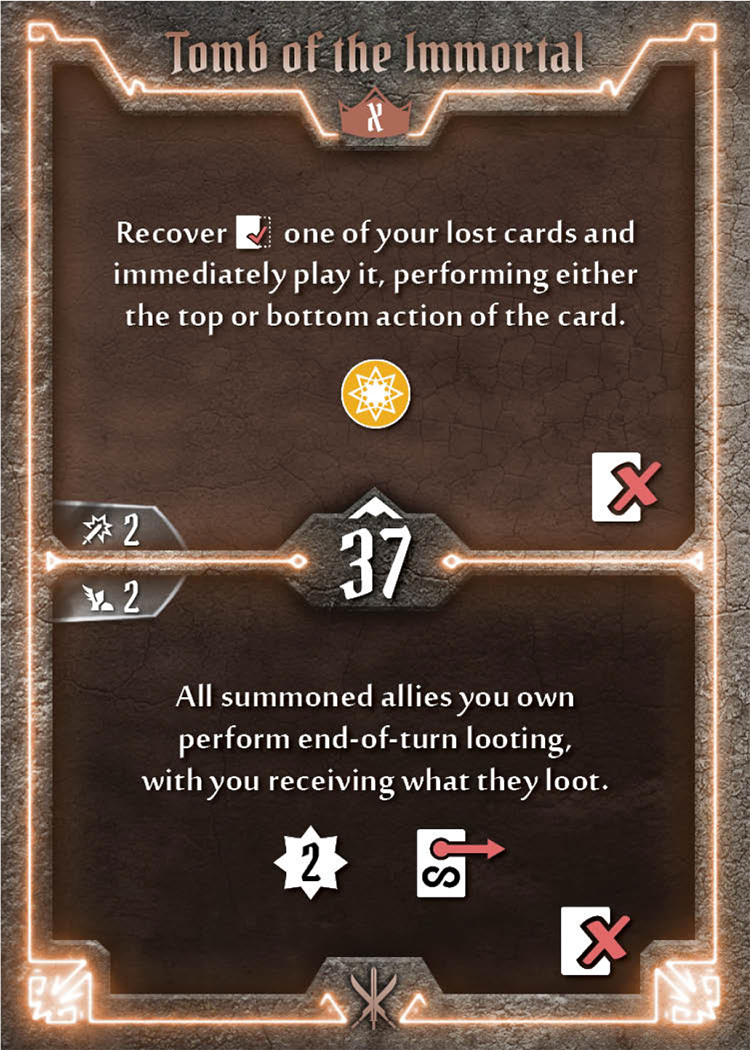 Tomb of the Immortal
X
Recover one of your lost cards and
immediately play it, performing either
the top or bottom action of the card.
2
37
2
All summoned allies you own
perform end-of-turn looting,
with you receiving what they loot.
2